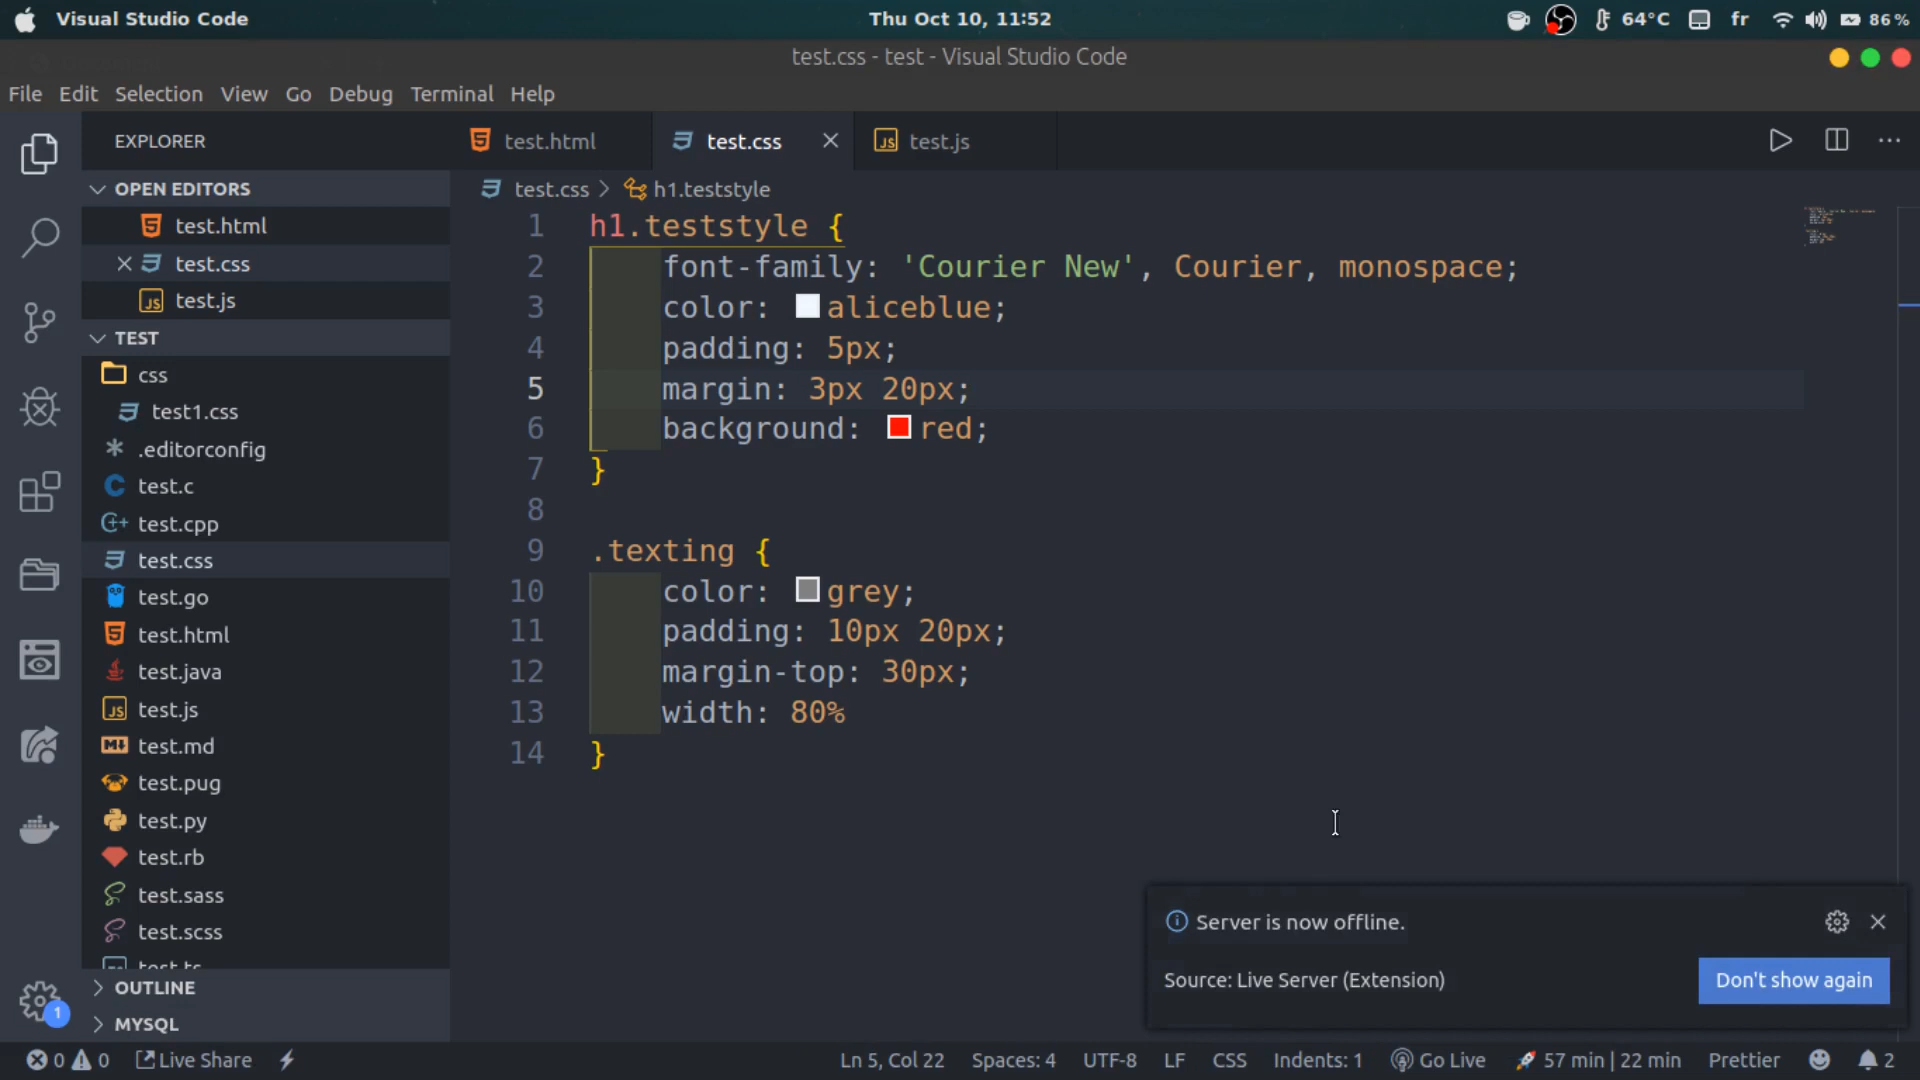 Visual Studio Code
Thu Oct 10, 11:52
64°C
fr
86%
test.css - test - Visual Studio Code
File Edit Selection View Go Debug Terminal Help
EXPLORER
test.html
test.css
JS test.js
OPEN EDITORS
test.html
test.css
JS test.js
TEST
css
test1.css
.editorconfig
C test.c
C++ test.cpp
test.css
test.go
test.html
test.java
JS test.js
M test.md
test.pug
test.py
test.rb
test.sass
test.scss
test.ts
OUTLINE
MYSQL
1
test.css > h1.teststyle
1 h1.teststyle {
2 font-family: 'Courier New', Courier, monospace;
3 color: aliceblue;
4 padding: 5px;
5 margin: 3px 20px;
6 background: red;
7 }
8
9 .texting {
10 color: grey;
11 padding: 10px 20px;
12 margin-top: 30px;
13 width: 80%
14 }
Server is now offline.
Source: Live Server (Extension)
Don't show again
0 0 Live Share
Ln 5, Col 22 Spaces: 4 UTF-8 LF CSS Indents: 1 Go Live 57 min | 22 min Prettier 2